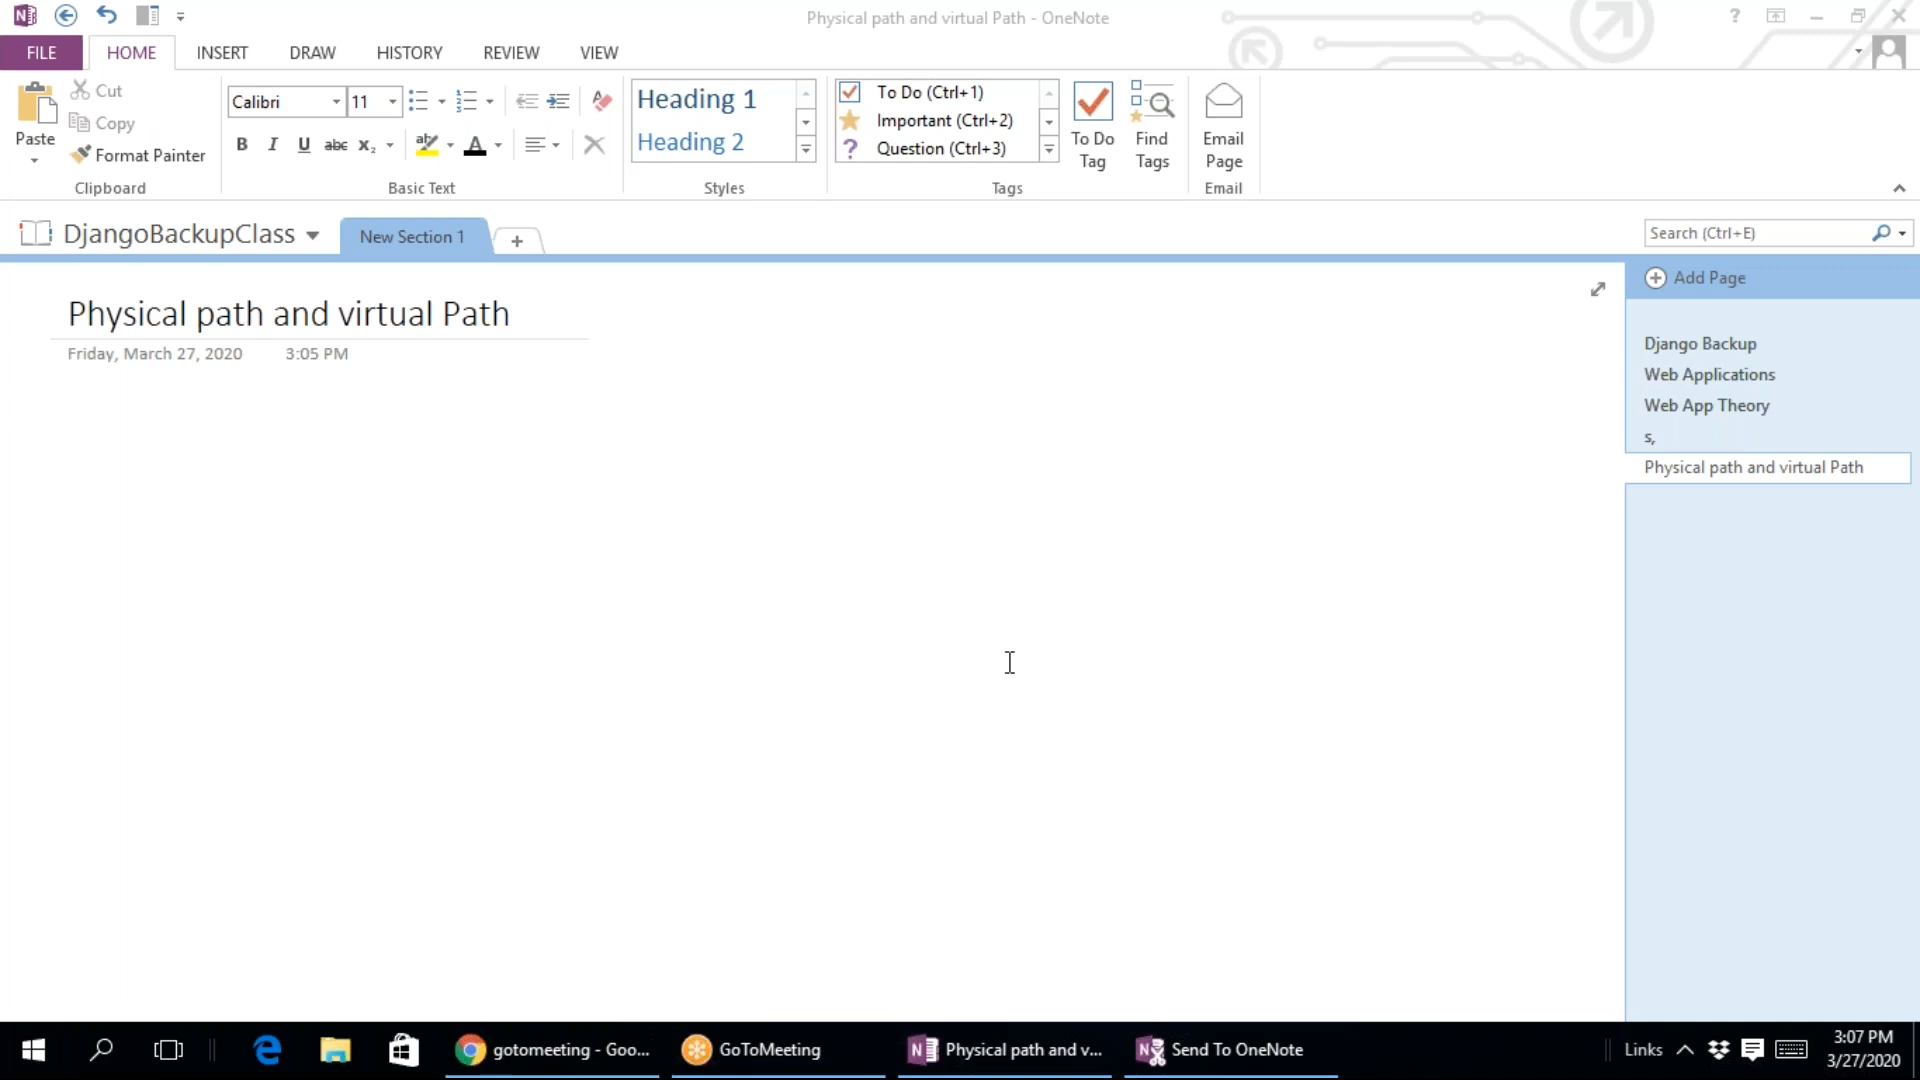 Physical path and virtual Path - OneNote
?
FILE HOME INSERT DRAW HISTORY REVIEW VIEW
Paste
Cut
Copy
Format Painter
Clipboard
Calibri 11
B I U abc x₂ aby A
Basic Text
Heading 1
Heading 2
Styles
To Do (Ctrl+1)
Important (Ctrl+2)
Question (Ctrl+3)
To Do Tag
Find Tags
Tags
Email Page
Email
DjangoBackupClass New Section 1 +
Search (Ctrl+E)
Physical path and virtual Path
Friday, March 27, 2020 3:05 PM
Add Page
Django Backup
Web Applications
Web App Theory
s,
Physical path and virtual Path
gotomeeting - Goo... GoToMeeting Physical path and v... Send To OneNote Links
3:07 PM
3/27/2020